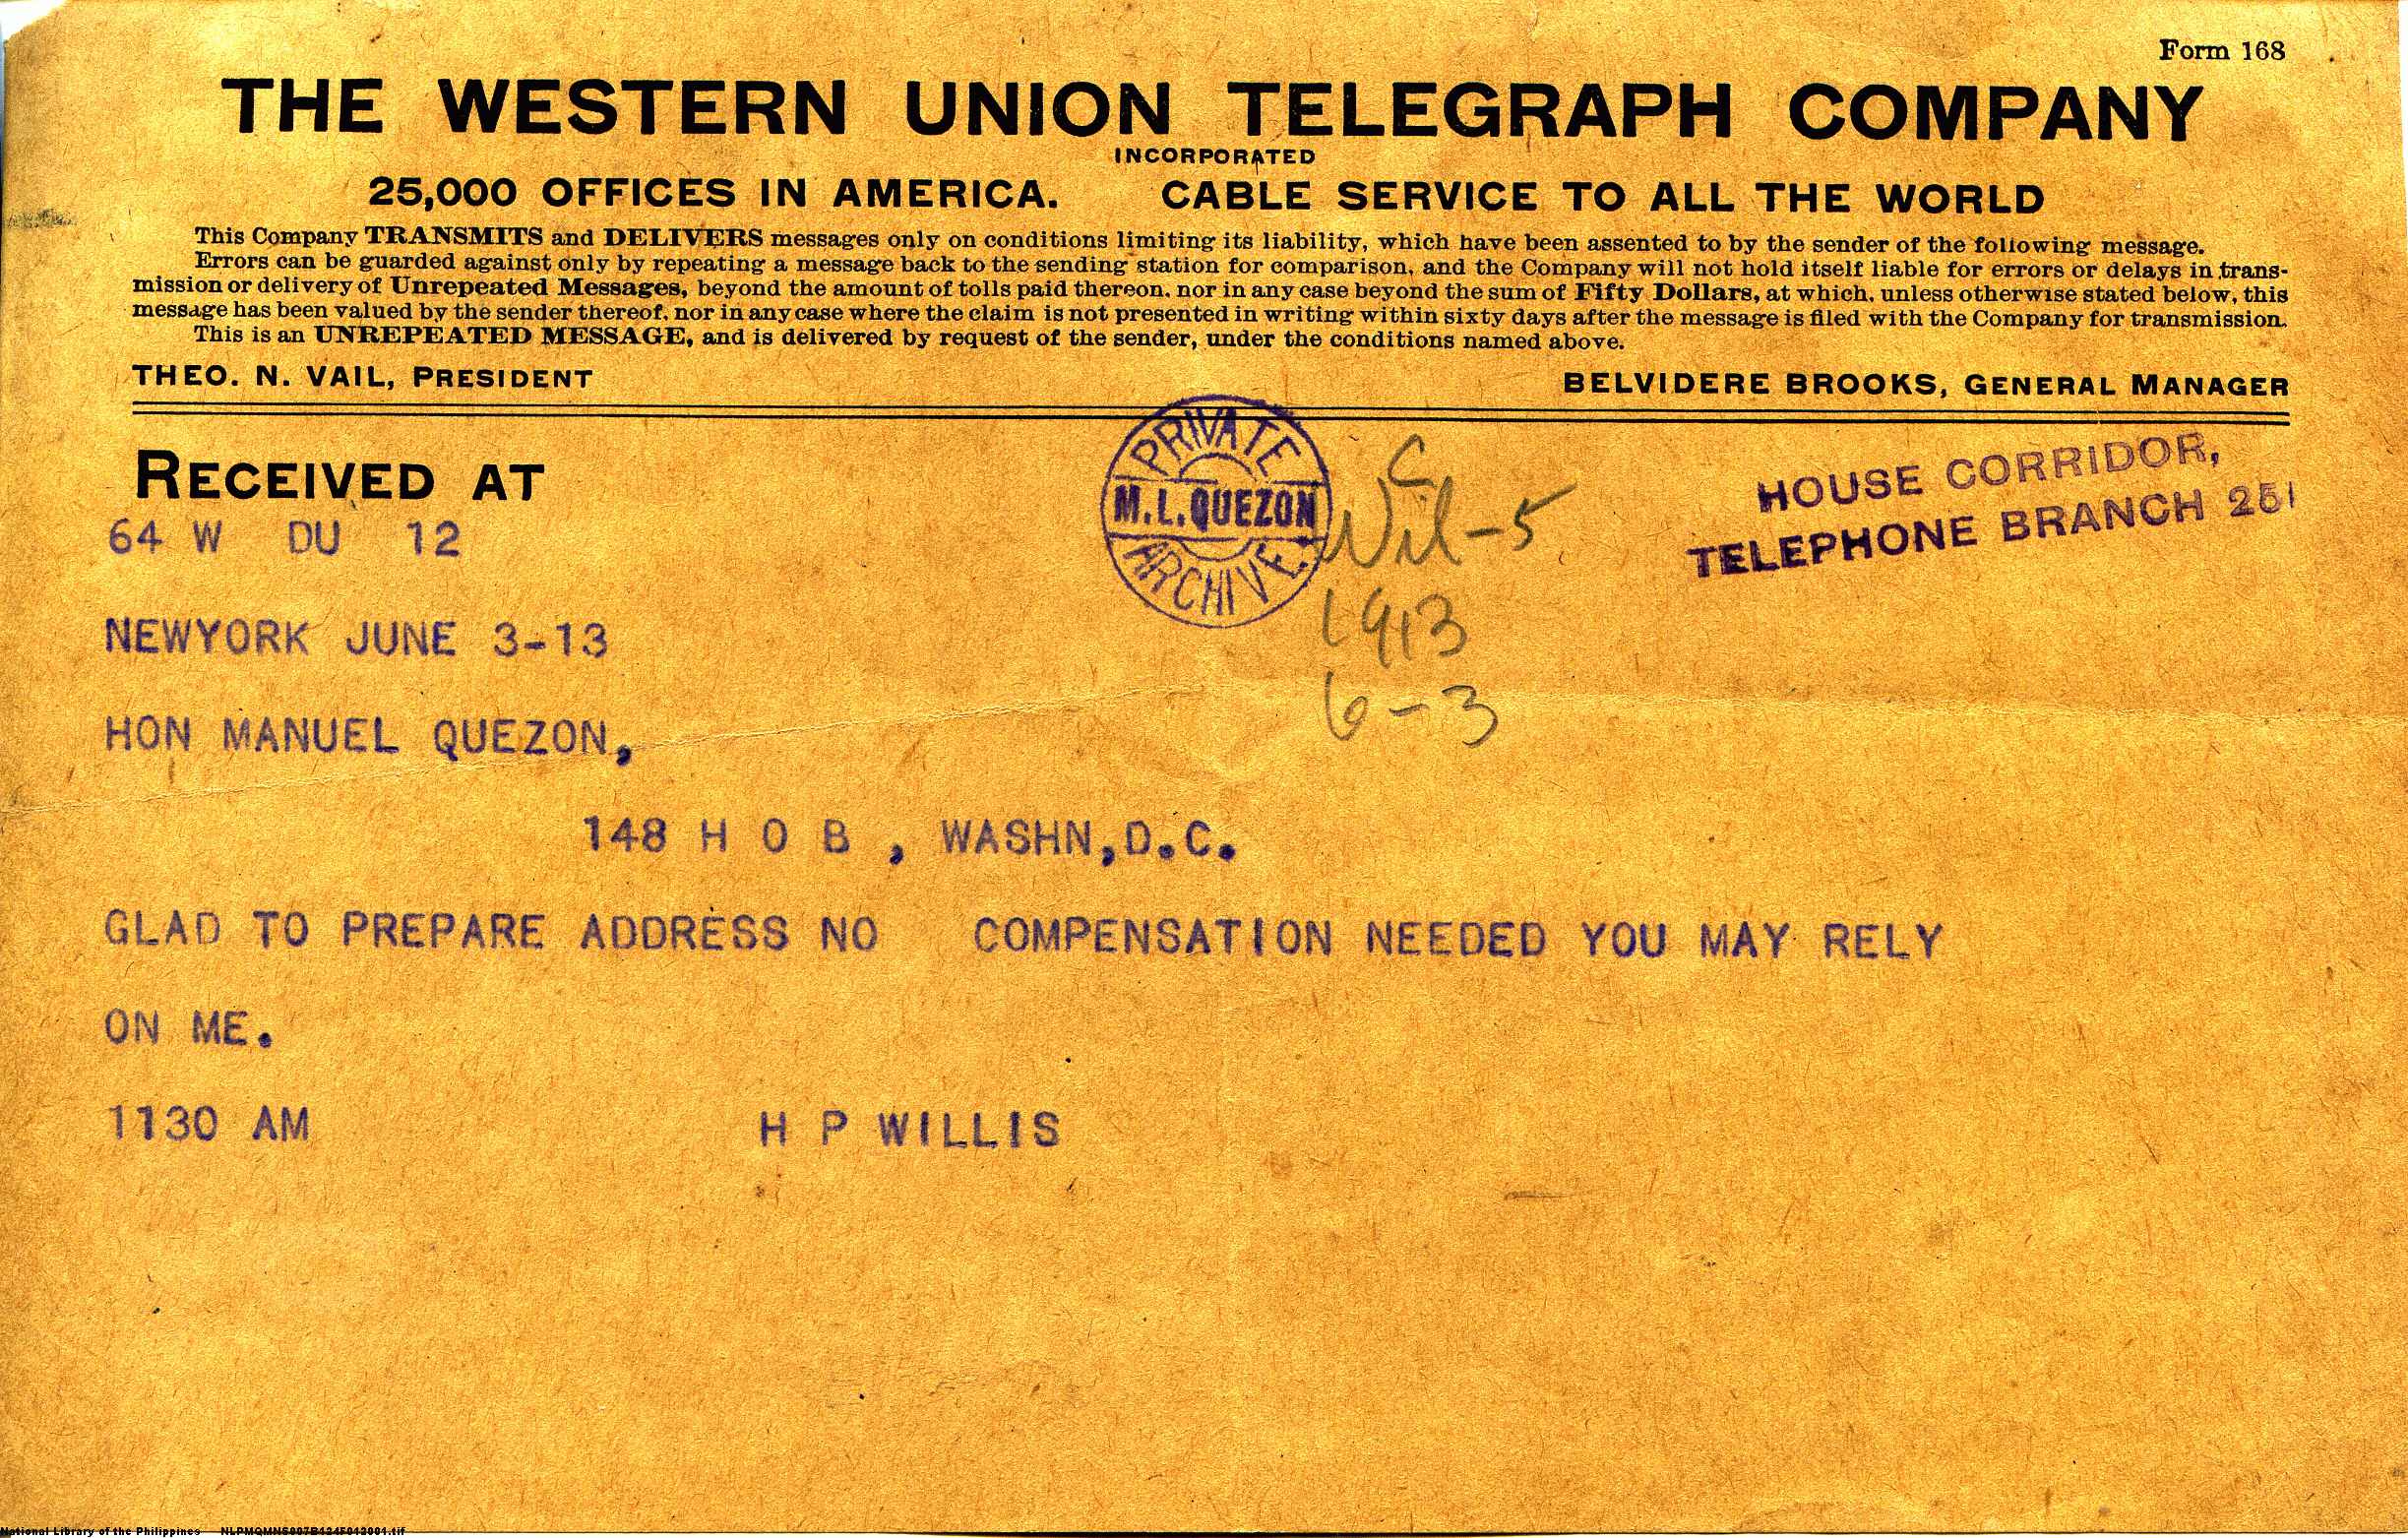 Form 168
THE WESTERN UNION TELEGRAPH COMPANY
INCORPORATED
25,000 OFFICES IN AMERICA. CABLE SERVICE TO ALL THE WORLD
This Company TRANSMITS and DELIVERS messages only on conditions limiting its liability, which have been assented to by the sender of the following message.
Errors can be guarded against only by repeating a message back to the sending station for comparison, and the Company will not hold itself liable for errors or delays in trans-
mission or delivery of Unrepeated Messages, beyond the amount of tolls paid thereon, nor in any case beyond the sum of Fifty Dollars, at which, unless otherwise stated below, this
message has been valued by the sender thereof, nor in any case where the claim is not presented in writing within sixty days after the message is filed with the Company for transmission.
This is an UNREPEATED MESSAGE, and is delivered by request of the sender, under the conditions named above.
THEO. N. VAIL, PRESIDENT BELVIDERE BROOKS, GENERAL MANAGER
RECEIVED AT
PRIVATE
M.L.QUEZON
ARCHIVE
C
Wil-5
1913
6-3
HOUSE CORRIDOR,
TELEPHONE BRANCH 251
64 W DU 12
NEWYORK JUNE 3-13
HON MANUEL QUEZON,
148 H O B , WASHN,D.C.
GLAD TO PREPARE ADDRESS NO COMPENSATION NEEDED YOU MAY RELY
ON ME.
1130 AM H P WILLIS
National Library of the Philippines